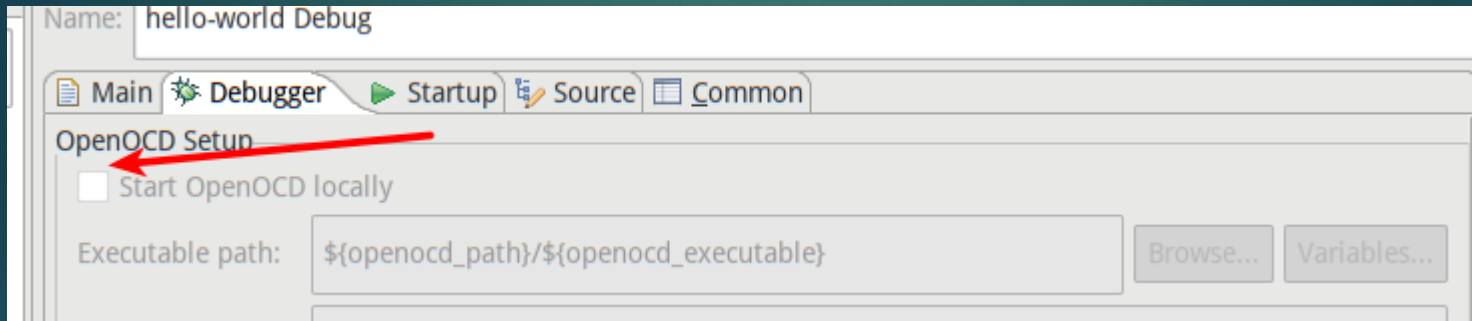 Name: hello-world Debug
Main Debugger Startup Source Common
OpenOCD Setup
Start OpenOCD locally
Executable path: ${openocd_path}/${openocd_executable} Browse... Variables...